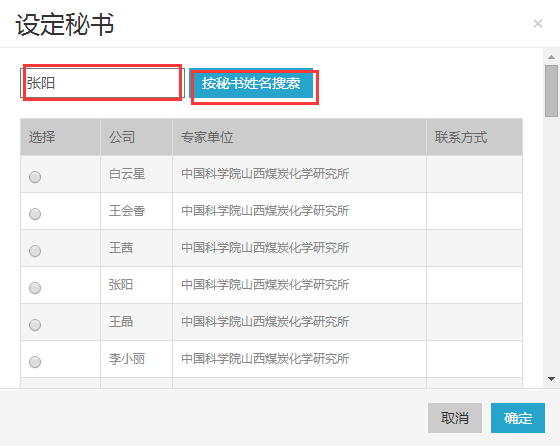 设定秘书 ×
张阳 按秘书姓名搜索
选择 公司 专家单位 联系方式
白云星 中国科学院山西煤炭化学研究所
王会香 中国科学院山西煤炭化学研究所
王茜 中国科学院山西煤炭化学研究所
张阳 中国科学院山西煤炭化学研究所
王晶 中国科学院山西煤炭化学研究所
李小丽 中国科学院山西煤炭化学研究所
取消 确定